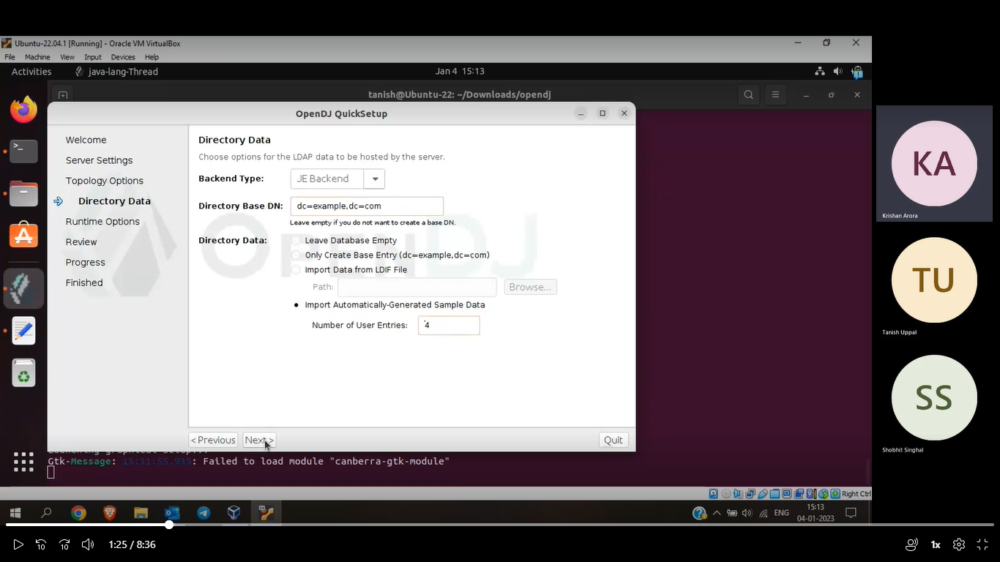 Ubuntu-22.04.1 [Running] - Oracle VM VirtualBox
File Machine View Input Devices Help
Activities java-lang-Thread Jan 4 15:13
tanish@Ubuntu-22: ~/Downloads/opendj
OpenDJ QuickSetup
Welcome
Server Settings
Topology Options
Directory Data
Runtime Options
Review
Progress
Finished
OPENDJ
Directory Data
Choose options for the LDAP data to be hosted by the server.
Backend Type: JE Backend
Directory Base DN: dc=example,dc=com
Leave empty if you do not want to create a base DN.
Directory Data: Leave Database Empty
Only Create Base Entry (dc=example,dc=com)
Import Data from LDIF File
Path: Browse...
Import Automatically-Generated Sample Data
Number of User Entries: 4
< Previous Next > Quit
Gtk-Message: 15:11:55.935: Failed to load module "canberra-gtk-module"
Right Ctrl
ENG 15:13
04-01-2023
KA
Krishan Arora
TU
Tanish Uppal
SS
Shobhit Singhal
10 10 1:25 / 8:36 1x